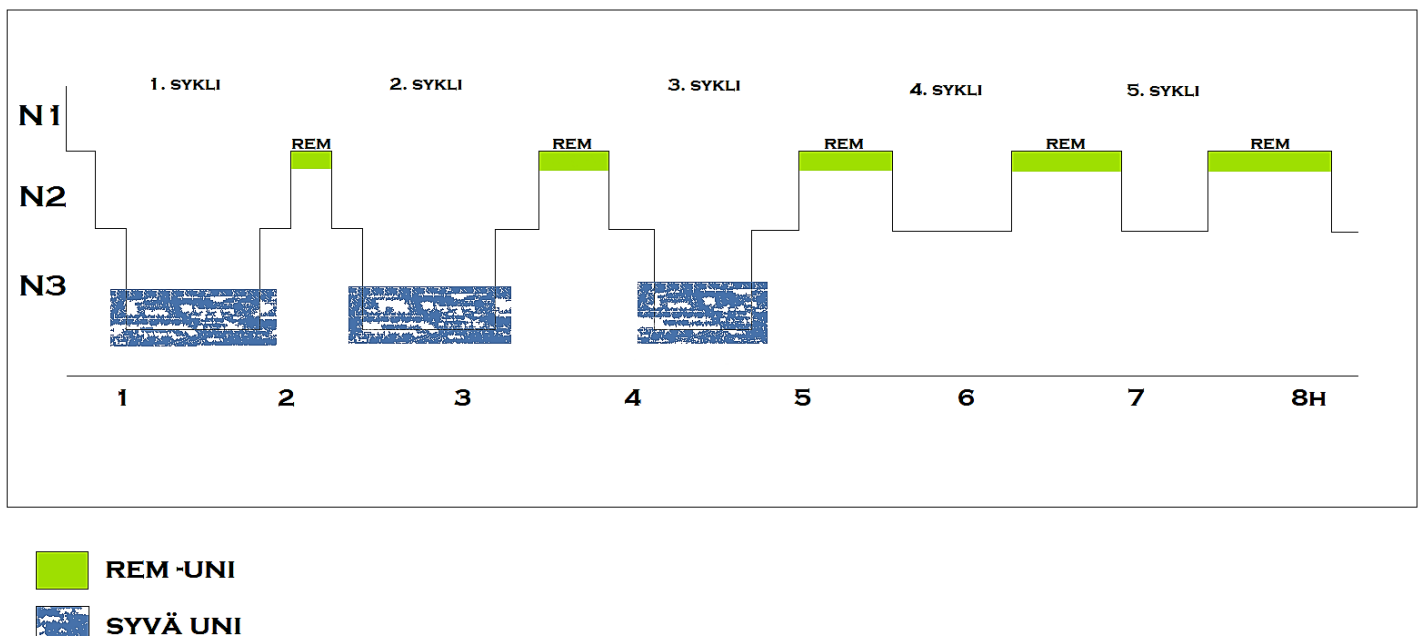 1. SYKLI 2. SYKLI 3. SYKLI 4. SYKLI 5. SYKLI
N1
REM REM REM REM REM
N2
N3
1 2 3 4 5 6 7 8H
REM -UNI
SYVÄ UNI